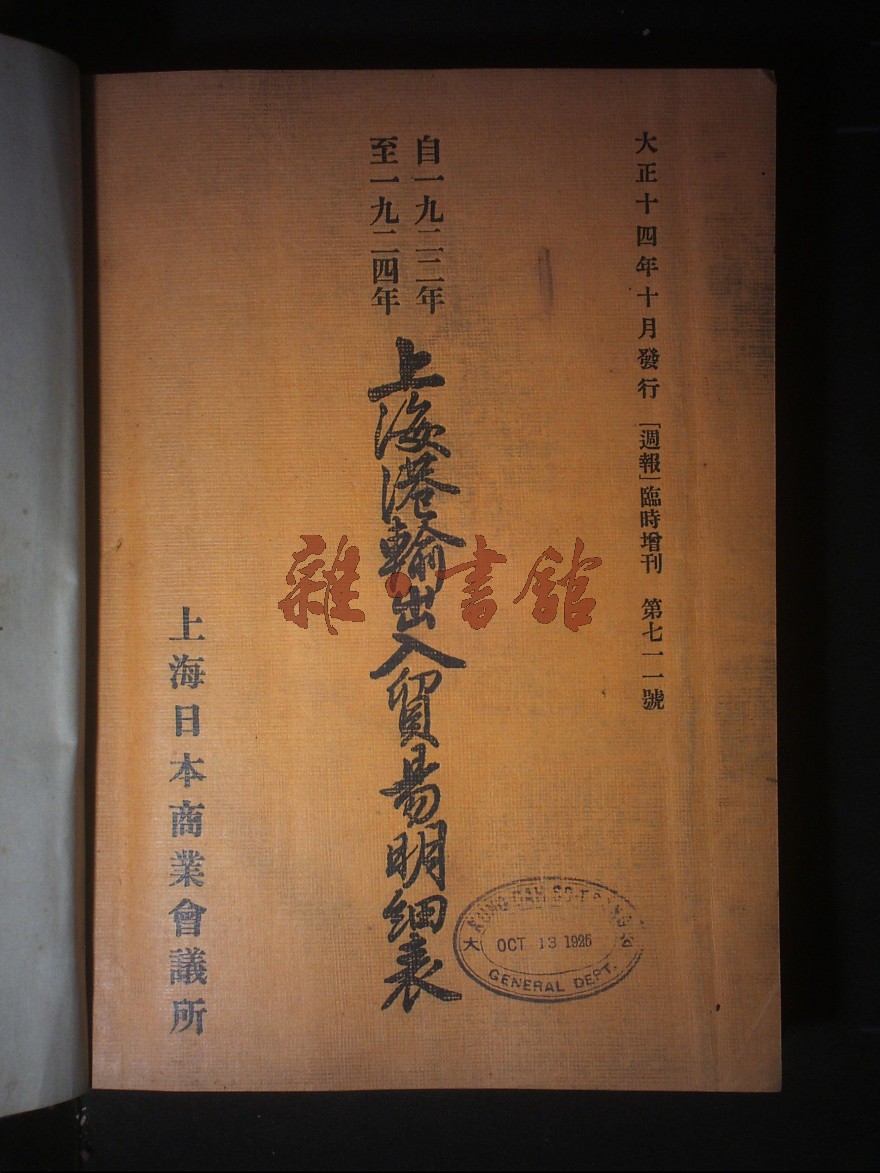 大正十四年十月發行 「週報」臨時增刊 第七一一號
自一九二二年
至一九二四年
上海港輸出入貿易明細表
上海日本商業會議所
雜·書館
大 OCT 13 1925
GENERAL DEPT.